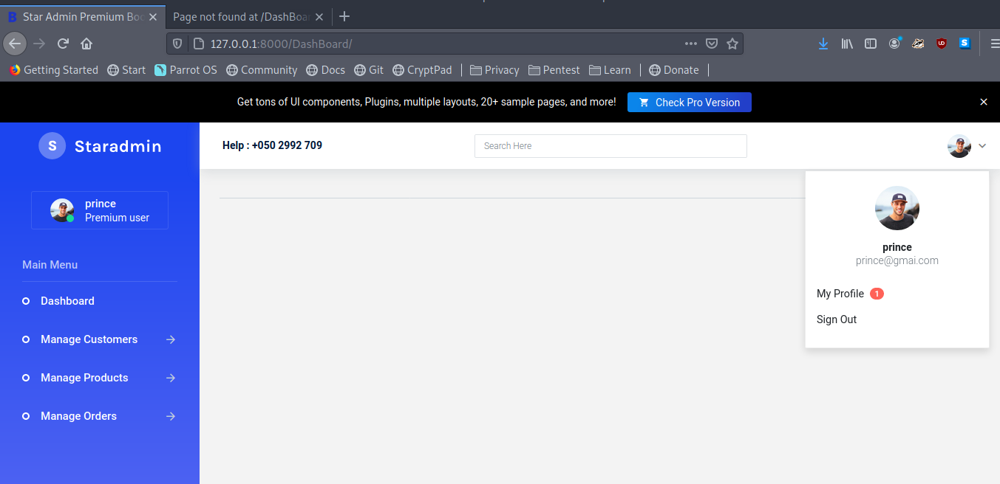 Star Admin Premium Boo
Page not found at /DashBoa
127.0.0.1:8000/DashBoard/
Getting Started Start Parrot OS Community Docs Git CryptPad Privacy Pentest Learn Donate
Get tons of UI components, Plugins, multiple layouts, 20+ sample pages, and more! Check Pro Version
S Staradmin
Help : +050 2992 709
Search Here
prince
Premium user
Main Menu
Dashboard
Manage Customers
Manage Products
Manage Orders
prince
prince@gmai.com
My Profile 1
Sign Out